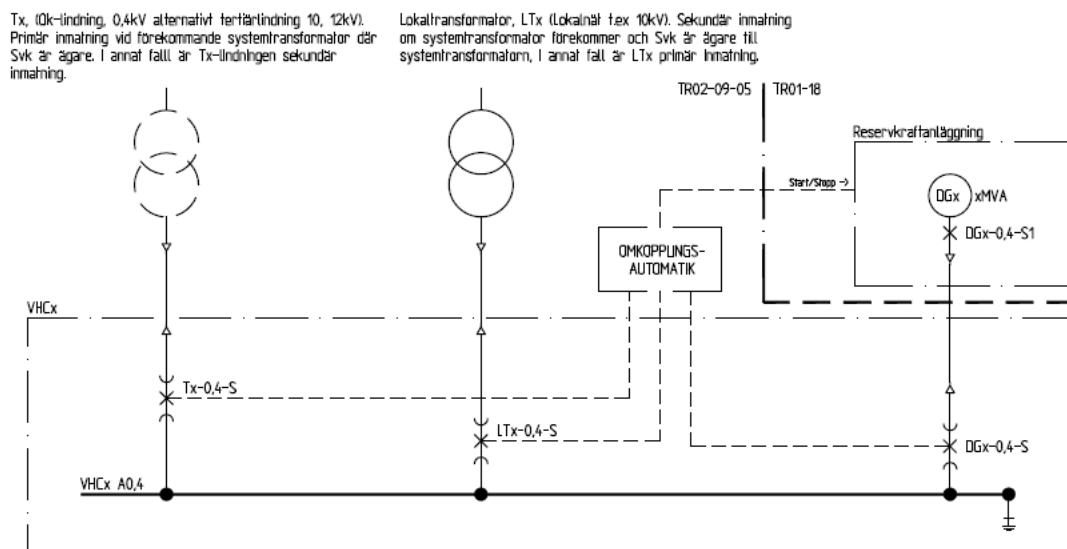 Tx, (Dk-lindning, 0,4kV alternativt tertiärlindning 10, 12kV).
Primär inmatning vid förekommande systemtransformator där
Svk är ägare. I annat falll är Tx-lindningen sekundär
inmatning.
Lokaltransformator, LTx (Lokalnät t.ex 10kV). Sekundär inmatning
om systemtransformator förekommer och Svk är ägare till
systemtransformatorn, I annat fall är LTx primär inmatning.
TR02-09-05
TR01-18
Reservkraftanläggning
Start/Stopp ->
DGx
xMVA
DGx-0,4-S1
OMKOPPLINGS-
AUTOMATIK
VHCx
Tx-0,4-S
LTx-0,4-S
DGx-0,4-S
VHCx A0,4